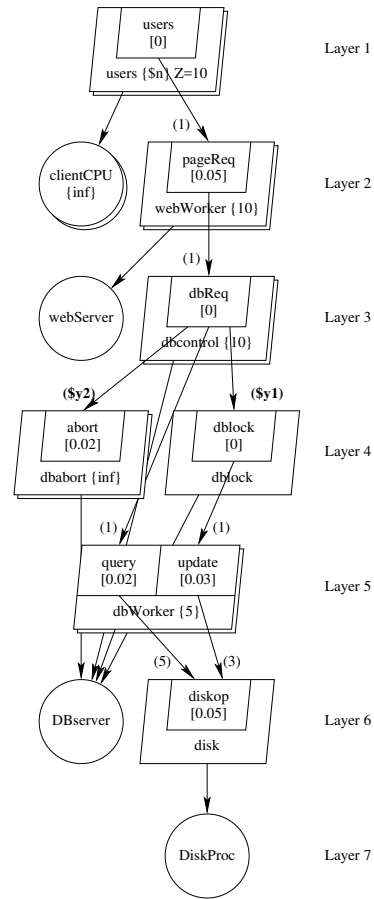 users
[0]
users {$n} Z=10
Layer 1
(1)
clientCPU
{inf}
pageReq
[0.05]
webWorker {10}
Layer 2
(1)
webServer
dbReq
[0]
dbcontrol {10}
Layer 3
($y2)
($y1)
abort
[0.02]
dbabort {inf}
dblock
[0]
dblock
Layer 4
(1)
(1)
query
[0.02]
update
[0.03]
dbWorker {5}
Layer 5
(5)
(3)
DBserver
diskop
[0.05]
disk
Layer 6
DiskProc
Layer 7